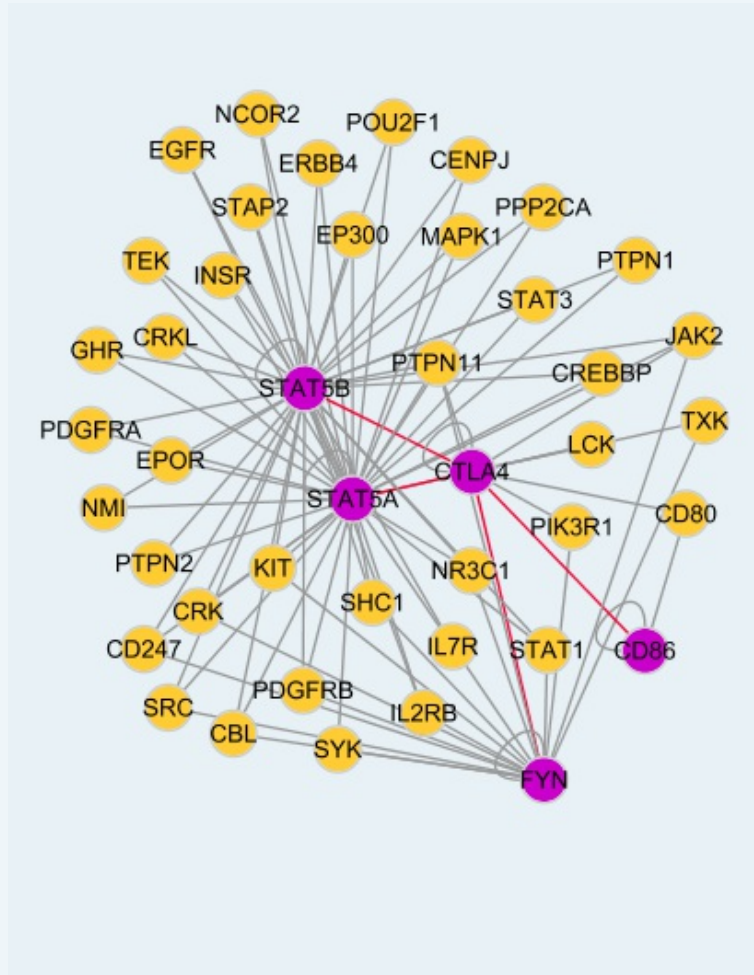 NCOR2
POU2F1
EGFR
ERBB4
CENPJ
STAP2
PPP2CA
EP300
MAPK1
TEK
INSR
PTPN1
STAT3
GHR
CRKL
JAK2
PTPN11
CREBBP
STAT5B
PDGFRA
TXK
EPOR
LCK
CTLA4
STAT5A
NMI
PIK3R1
CD80
PTPN2
KIT
NR3C1
CRK
SHC1
CD247
IL7R
STAT1
CD86
PDGFRB
SRC
IL2RB
CBL
SYK
FYN